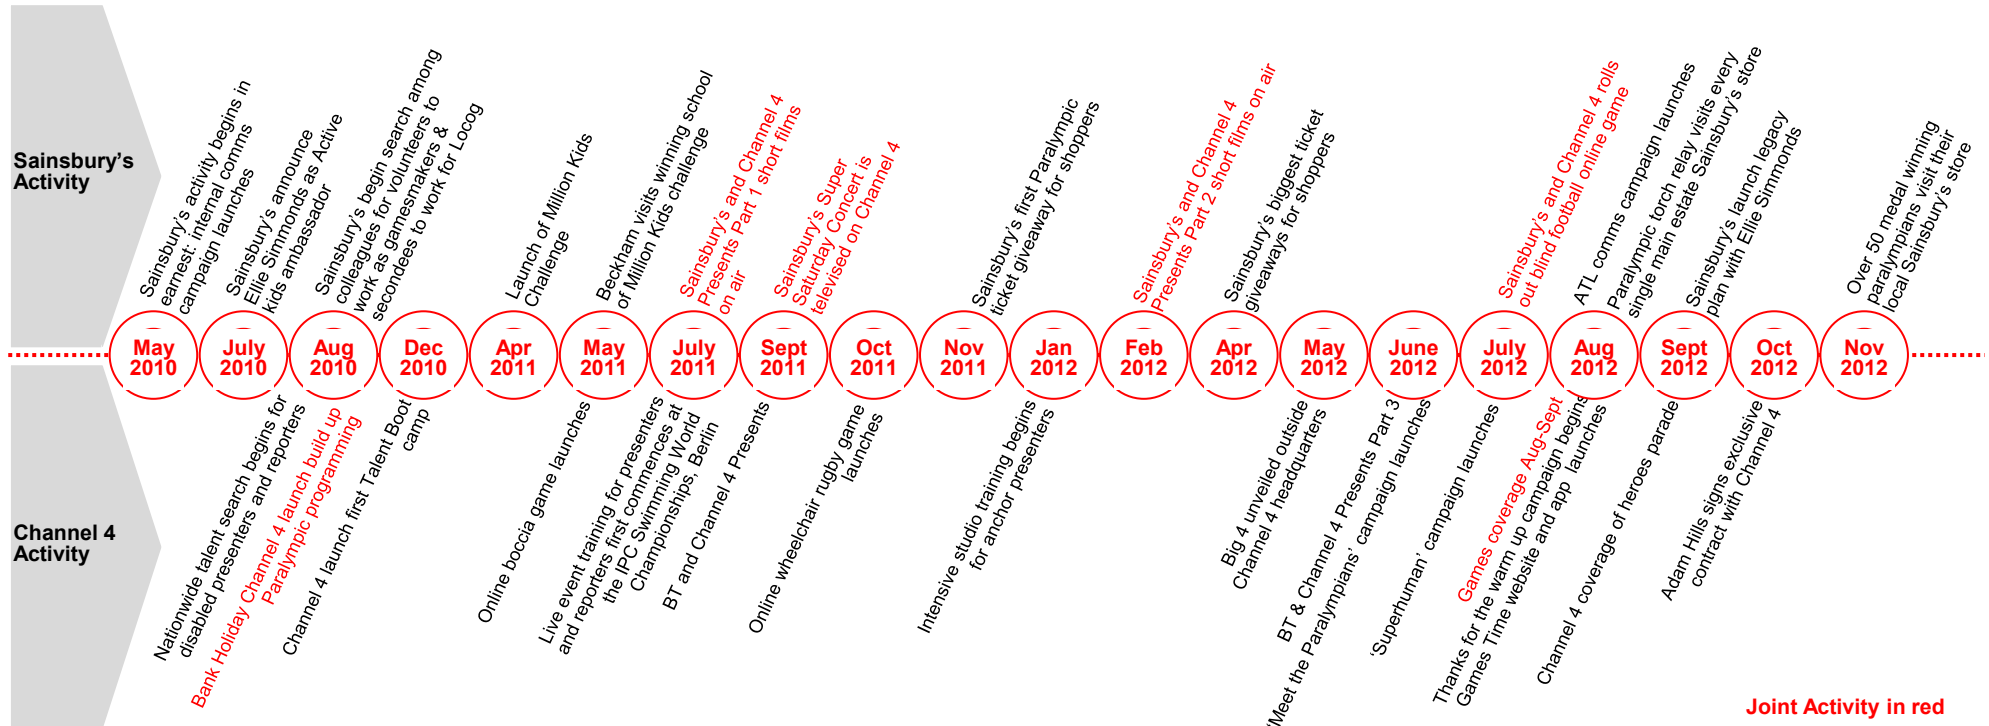 Sainsbury's
Activity
Sainsbury's activity begins in
earnest: internal comms
campaign launches
Sainsbury's announce
Ellie Simmonds as Active
kids ambassador
Sainsbury's begin search among
colleagues for volunteers to
work as gamesmakers &
secondees to work for Locog
Launch of Million Kids
Challenge
Beckham visits winning school
of Million Kids challenge
Sainsbury's and Channel 4
Presents Part 1 short films
on air
Sainsbury's Super
Saturday Concert is
televised on Channel 4
Sainsbury's first Paralympic
ticket giveaway for shoppers
Sainsbury's and Channel 4
Presents Part 2 short films on air
Sainsbury's biggest ticket
giveaways for shoppers
Sainsbury's and Channel 4 rolls
out blind football online game
ATL comms campaign launches
Paralympic torch relay visits every
single main estate Sainsbury's store
Sainsbury's launch legacy
plan with Ellie Simmonds
Over 50 medal winning
paralympians visit their
local Sainsbury's store
May
2010
July
2010
Aug
2010
Dec
2010
Apr
2011
May
2011
July
2011
Sept
2011
Oct
2011
Nov
2011
Jan
2012
Feb
2012
Apr
2012
May
2012
June
2012
July
2012
Aug
2012
Sept
2012
Oct
2012
Nov
2012
Channel 4
Activity
Nationwide talent search begins for
disabled presenters and reporters
Bank Holiday Channel 4 launch build up
Paralympic programming
Channel 4 launch first Talent Boot
camp
Online boccia game launches
Live event training for presenters
and reporters first commences at
the IPC Swimming World
Championships, Berlin
BT and Channel 4 Presents
Online wheelchair rugby game
launches
Intensive studio training begins
for anchor presenters
Big 4 unveiled outside
Channel 4 headquarters
BT & Channel 4 Presents Part 3
'Meet the Paralympians' campaign launches
'Superhuman' campaign launches
Games coverage Aug-Sept
Thanks for the warm up campaign begins
Games Time website and app launches
Channel 4 coverage of heroes parade
Adam Hills signs exclusive
contract with Channel 4
Joint Activity in red